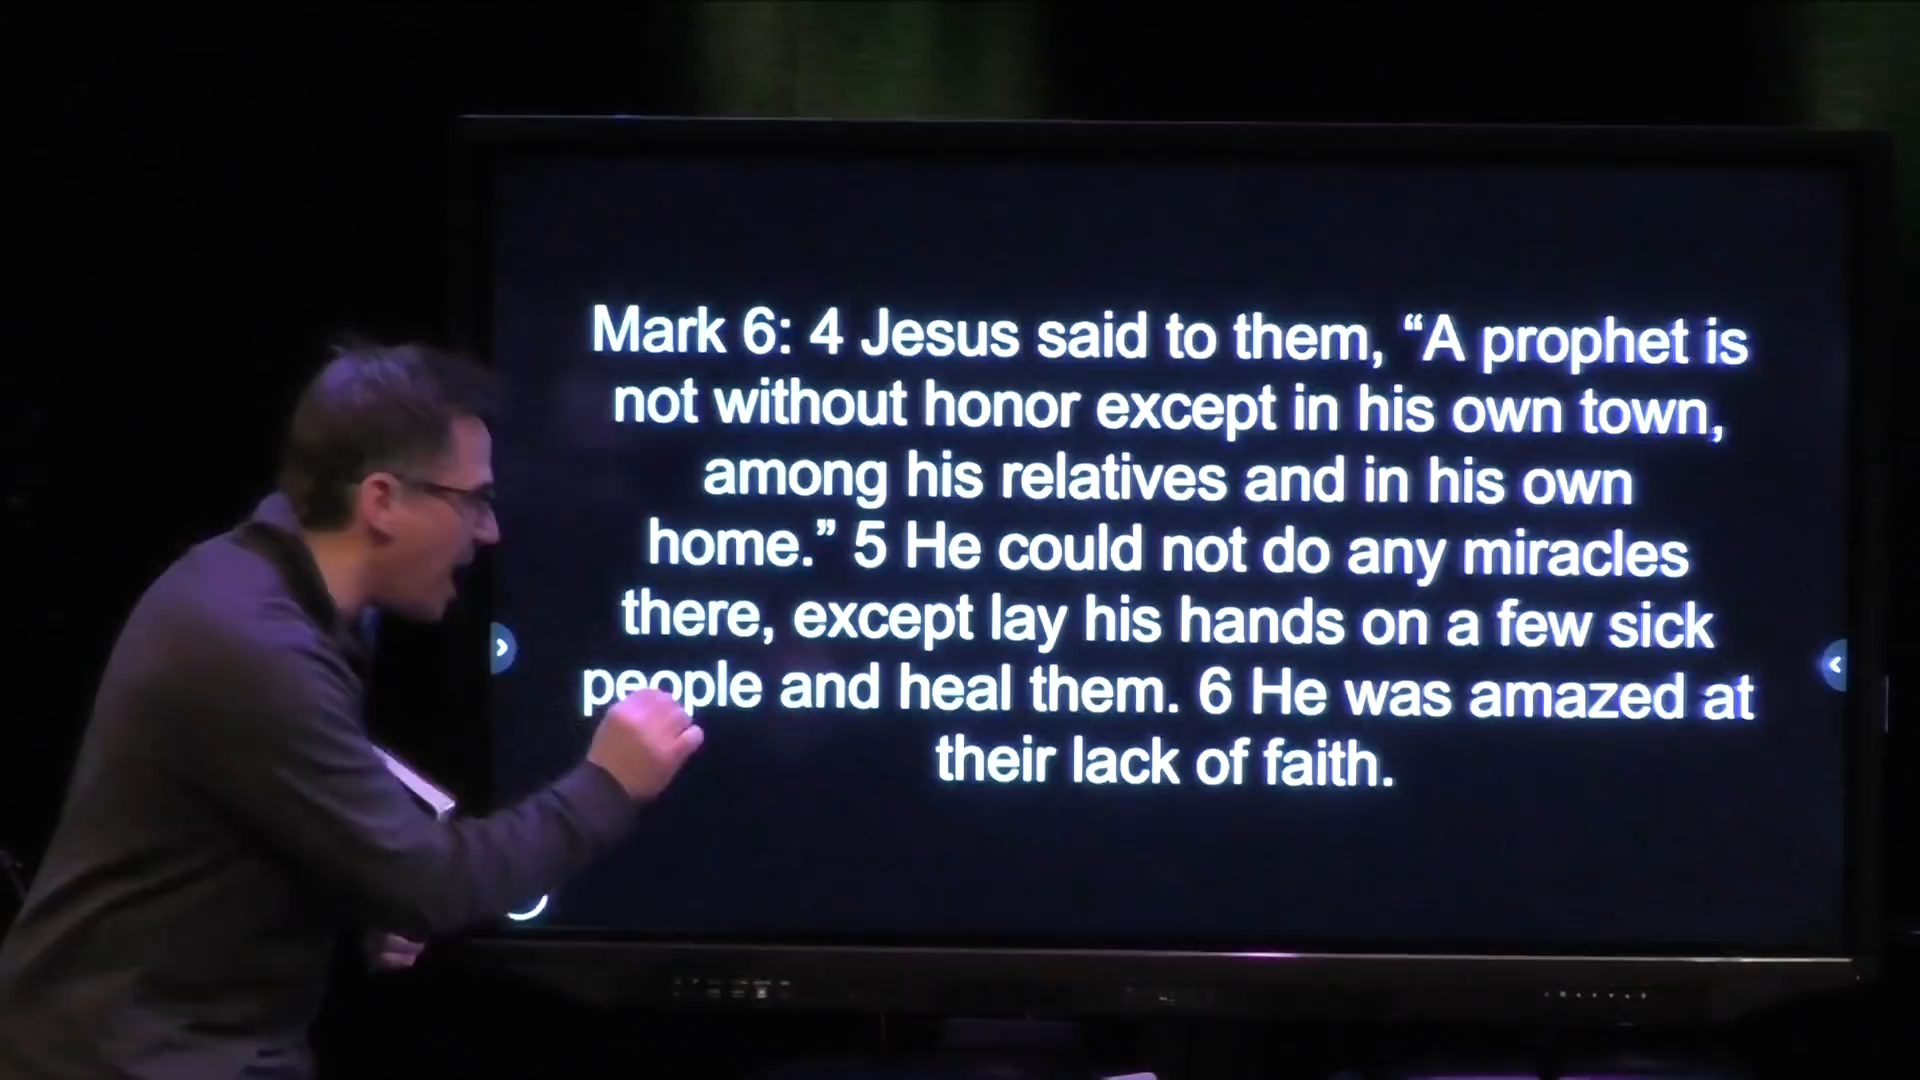 Mark 6: 4 Jesus said to them, “A prophet is
not without honor except in his own town,
among his relatives and in his own
home.” 5 He could not do any miracles
there, except lay his hands on a few sick
people and heal them. 6 He was amazed at
their lack of faith.